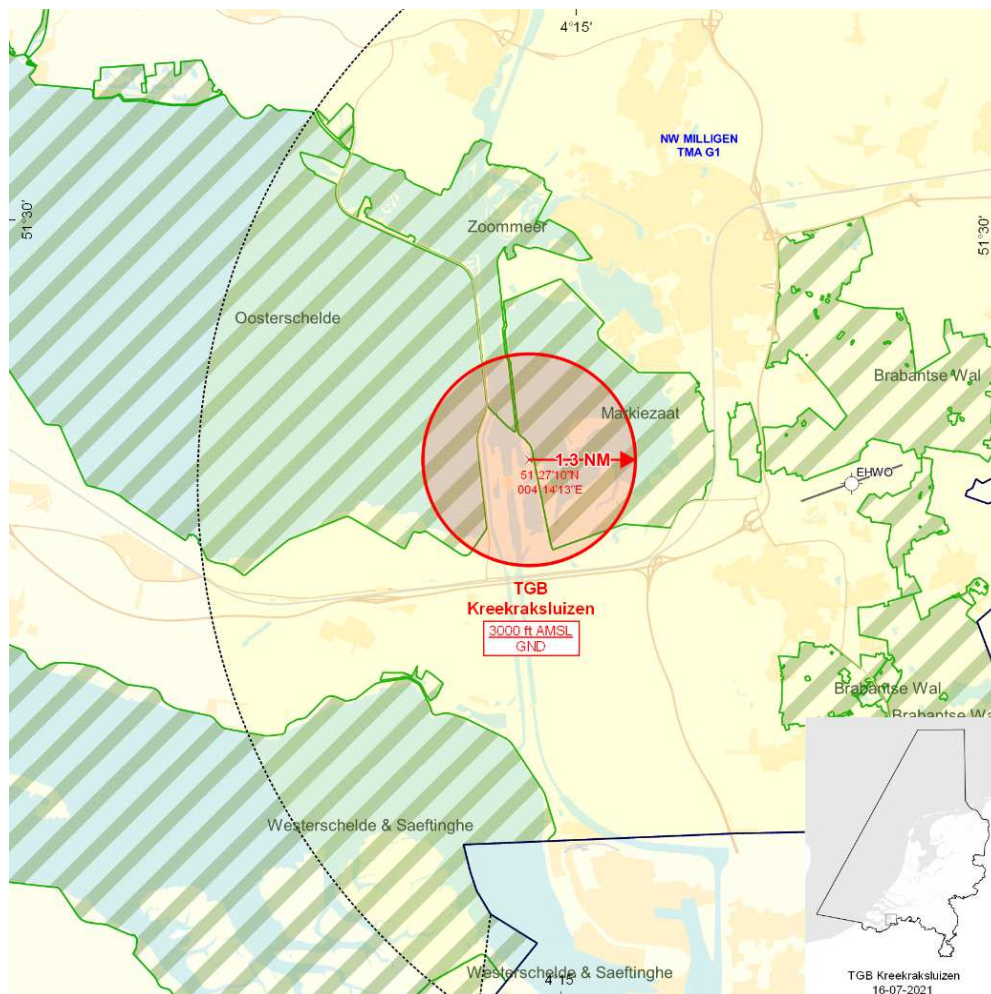 4°15'
NW MILLIGEN
TMA G1
51°30'
51°30'
Zoommeer
Oosterschelde
Brabantse Wal
Markiezaat
1.3 NM
51°27'10"N
004°14'13"E
EHWO
TGB
Kreekraksluizen
3000 ft AMSL
GND
Brabantse Wal
Brabantse Wa
Westerschelde & Saeftinghe
Westerschelde & Saeftinghe
4°15'
TGB Kreekraksluizen
16-07-2021